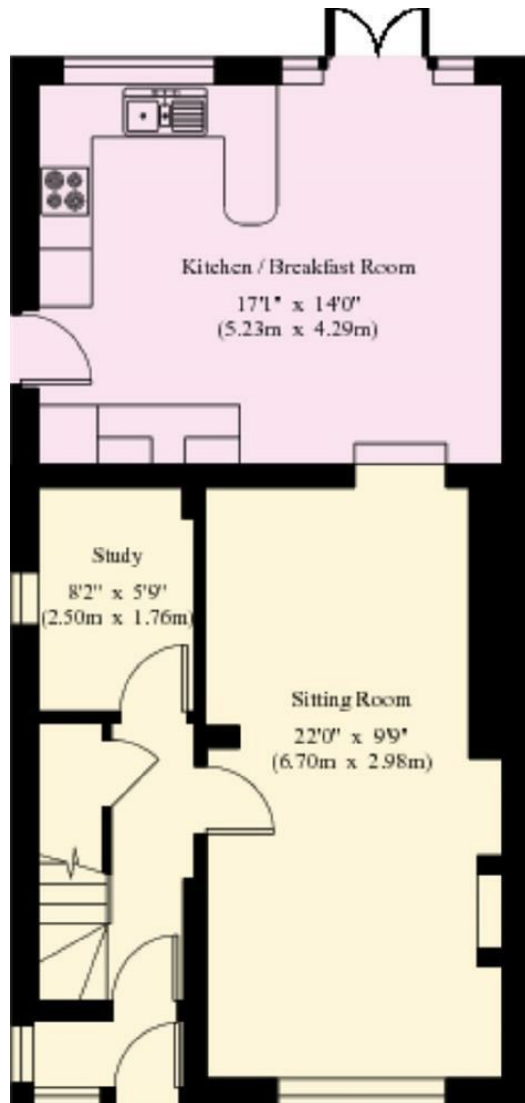 Kitchen / Breakfast Room
17'1" x 14'0"
(5.23m x 4.29m)
Study
8'2" x 5'9"
(2.50m x 1.76m)
Sitting Room
22'0" x 9'9"
(6.70m x 2.98m)